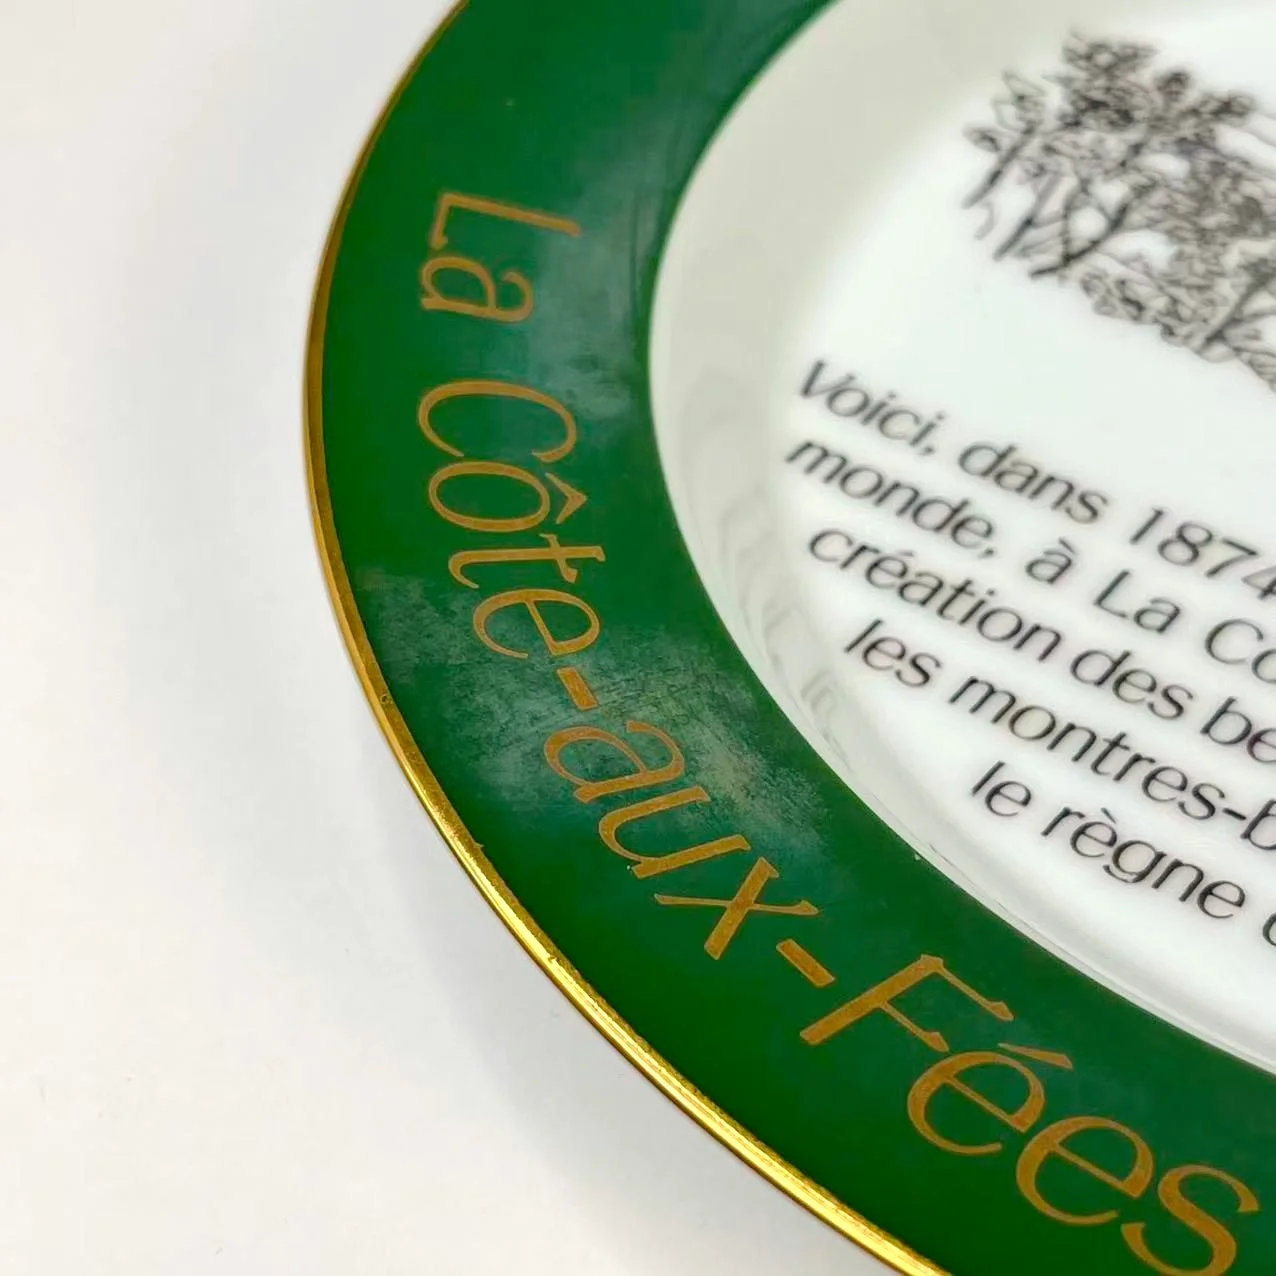 La Côte-aux-Fées
Voici, dans 1874
monde, à La Co
création des be
les montres-b
le règne